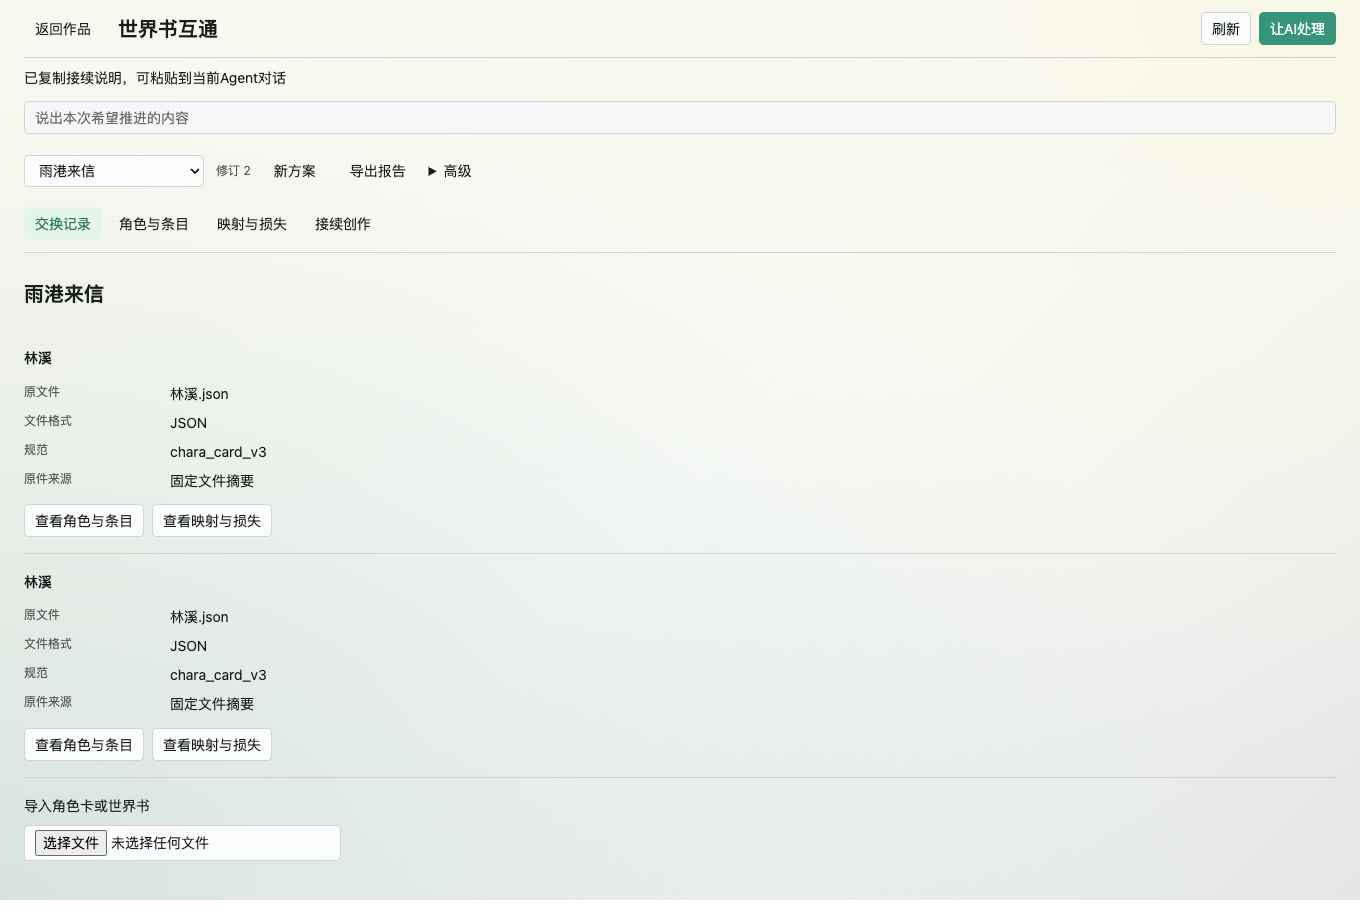 返回作品 世界书互通 刷新 让AI处理
已复制接续说明，可粘贴到当前Agent对话
说出本次希望推进的内容
雨港来信 修订 2 新方案 导出报告 ▶ 高级
交换记录 角色与条目 映射与损失 接续创作
雨港来信
林溪
原文件 林溪.json
文件格式 JSON
规范 chara_card_v3
原件来源 固定文件摘要
查看角色与条目 查看映射与损失
林溪
原文件 林溪.json
文件格式 JSON
规范 chara_card_v3
原件来源 固定文件摘要
查看角色与条目 查看映射与损失
导入角色卡或世界书
选择文件 未选择任何文件